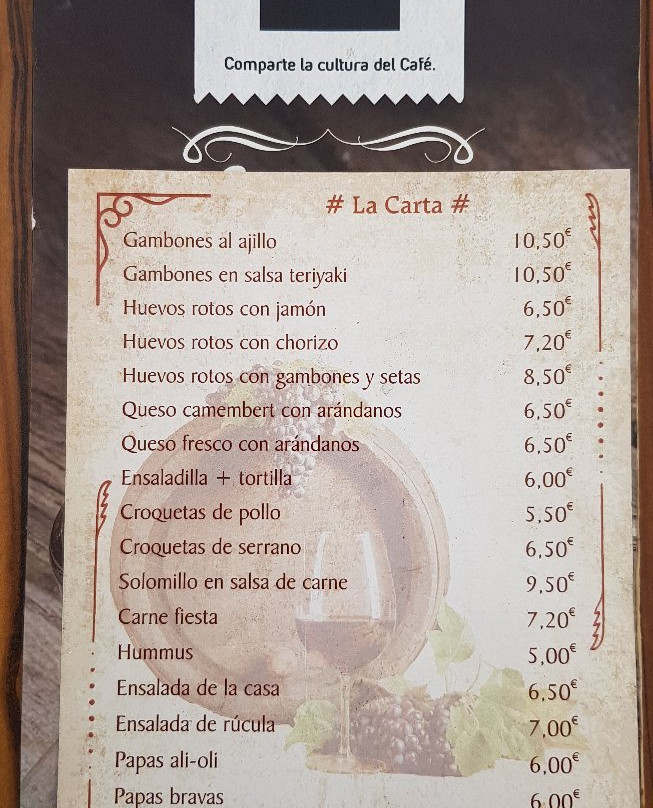 Comparte la cultura del Café.
# La Carta #
Gambones al ajillo 10,50€
Gambones en salsa teriyaki 10,50€
Huevos rotos con jamón 6,50€
Huevos rotos con chorizo 7,20€
Huevos rotos con gambones y setas 8,50€
Queso camembert con arándanos 6,50€
Queso fresco con arándanos 6,50€
Ensaladilla + tortilla 6,00€
Croquetas de pollo 5,50€
Croquetas de serrano 6,50€
Solomillo en salsa de carne 9,50€
Carne fiesta 7,20€
Hummus 5,00€
Ensalada de la casa 6,50€
Ensalada de rúcula 7,00€
Papas ali-oli 6,00€
Papas bravas 6,00€